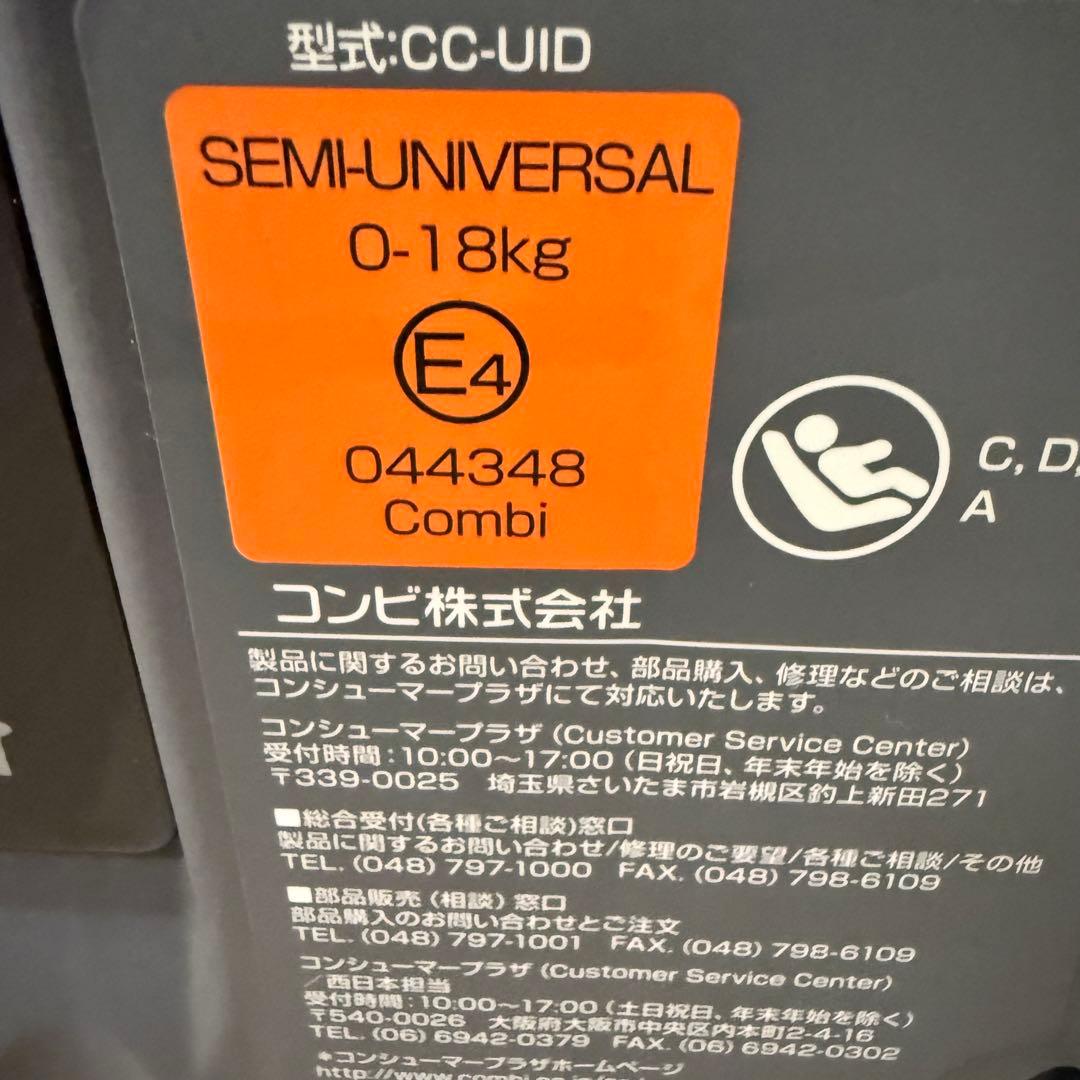 型式:CC-UID
SEMI-UNIVERSAL
0-18kg
E4
044348
Combi
C, D,
A
コンビ株式会社
製品に関するお問い合わせ、部品購入、修理などのご相談は、
コンシューマープラザにて対応いたします。
コンシューマープラザ (Customer Service Center)
受付時間:10:00〜17:00 (日祝日、年末年始を除く)
〒339-0025 埼玉県さいたま市岩槻区釣上新田271
■総合受付(各種ご相談)窓口
製品に関するお問い合わせ/修理のご要望/各種ご相談/その他
TEL. (048) 797-1000 FAX. (048) 798-6109
■部品販売 (相談) 窓口
部品購入のお問い合わせとご注文
TEL. (048) 797-1001 FAX. (048) 798-6109
コンシューマープラザ (Customer Service Center)
/西日本担当
受付時間:10:00〜17:00 (土日祝日、年末年始を除く)
〒540-0026 大阪府大阪市中央区内本町2-4-16
TEL. (06) 6942-0379 FAX. (06) 6942-0302
*コンシューマープラザホームページ
http://www.combi.co.jp/